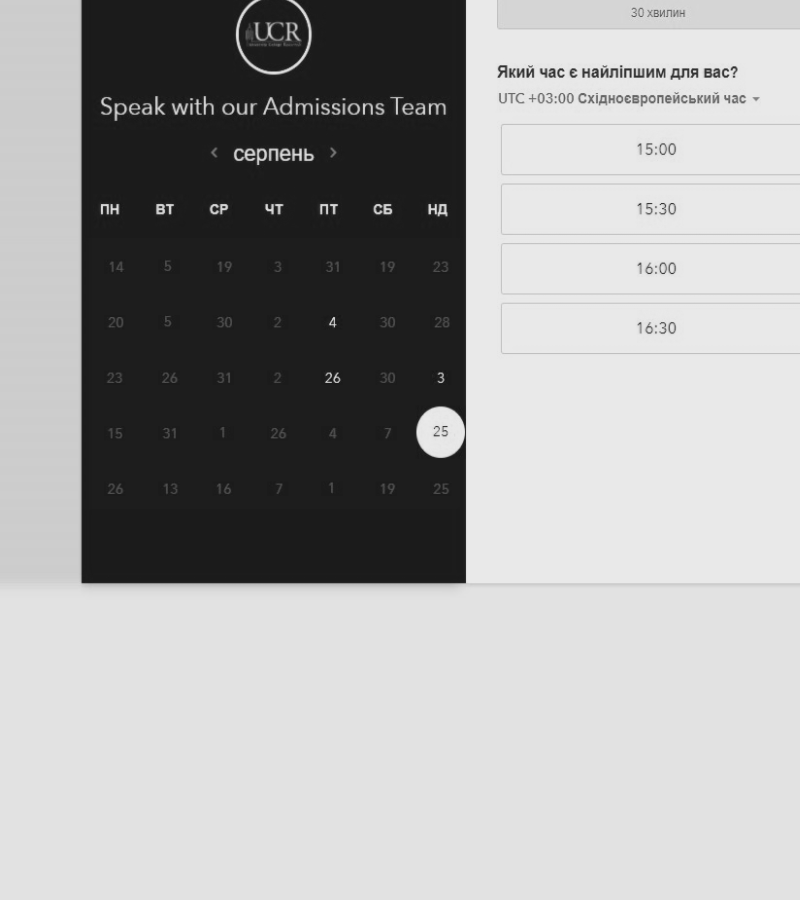 30 хвилин
UCR
Speak with our Admissions Team
серпень
ПН ВТ СР ЧТ ПТ СБ НД
14 5 19 3 31 19 23
20 5 30 2 4 30 28
23 26 31 2 26 30 3
15 31 1 26 4 7 25
26 13 16 7 1 19 25
Який час є найліпшим для вас?
UTC +03:00 Східноєвропейський час
15:00
15:30
16:00
16:30